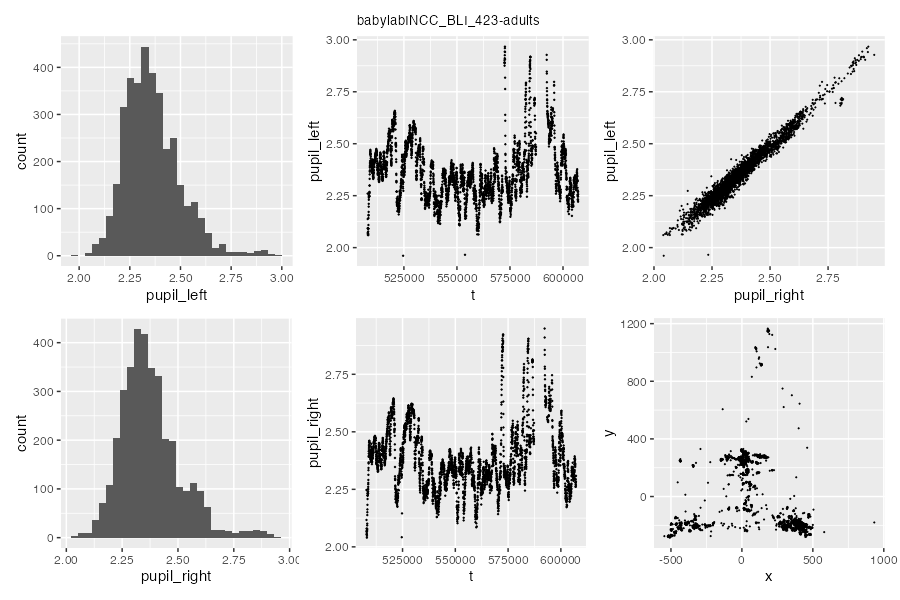 babylabINCC_BLI_423-adults
count
400
300
200
100
0
2.00 2.25 2.50 2.75 3.00
pupil_left
pupil_left
3.00
2.75
2.50
2.25
2.00
525000 550000 575000 600000
t
pupil_left
3.00
2.75
2.50
2.25
2.00
2.00 2.25 2.50 2.75
pupil_right
count
400
300
200
100
0
2.00 2.25 2.50 2.75 3.00
pupil_right
pupil_right
2.75
2.50
2.25
2.00
525000 550000 575000 600000
t
y
1200
800
400
0
-500 0 500 1000
x